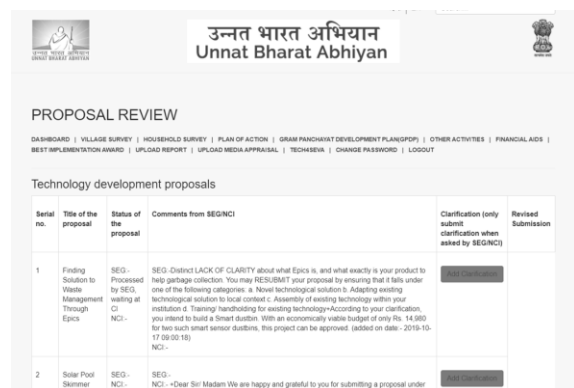 उन्नत भारत अभियान
Unnat Bharat Abhiyan
उन्नत भारत अभियान
UNNAT BHARAT ABHIYAN
PROPOSAL REVIEW
DASHBOARD | VILLAGE SURVEY | HOUSEHOLD SURVEY | PLAN OF ACTION | GRAM PANCHAYAT DEVELOPMENT PLAN(GPDP) | OTHER ACTIVITIES | FINANCIAL AIDS |
BEST IMPLEMENTATION AWARD | UPLOAD REPORT | UPLOAD MEDIA APPRAISAL | TECH4SEVA | CHANGE PASSWORD | LOGOUT
Technology development proposals
Serial no.
Title of the proposal
Status of the proposal
Comments from SEG/NCI
Clarification (only submit clarification when asked by SEG/NCI)
Revised Submission
1
Finding
Solution to
Waste
Management
Through
Epics
SEG:-
Processed
by SEG,
waiting at
CI
NCI:-
SEG:-Distinct LACK OF CLARITY about what Epics is, and what exactly is your product to
help garbage collection. You may RESUBMIT your proposal by ensuring that it falls under
one of the following categories: a. Novel technological solution b. Adapting existing
technological solution to local context c. Assembly of existing technology within your
institution d. Training/ handholding for existing technology+According to your clarification,
you intend to build a Smart dustbin. With an economically viable budget of only Rs. 14,980
for two such smart sensor dustbins, this project can be approved. (added on date:- 2019-10-
17 09:00:18)
NCI:-
Add Clarification
2
Solar Pool
Skimmer
SEG:-
NCI:-
SEG:-
NCI:- +Dear Sir/ Madam We are happy and grateful to you for submitting a proposal under
Add Clarification